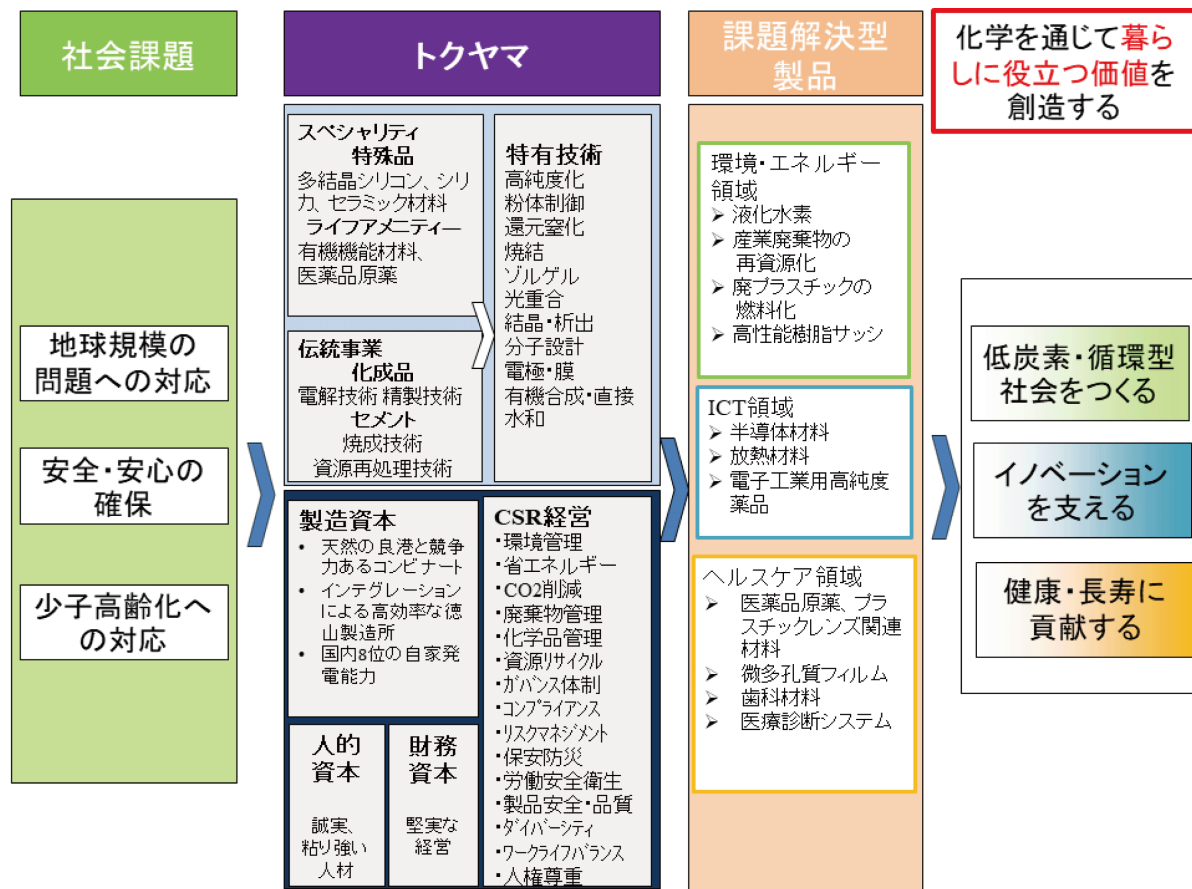 社会課題
地球規模の
問題への対応
安全・安心の
確保
少子高齢化へ
の対応
トクヤマ
スペシャリティ
特殊品
多結晶シリコン、シリ
カ、セラミック材料
ライフアメニティー
有機機能材料、
医薬品原薬
伝統事業
化成品
電解技術 精製技術
セメント
焼成技術
資源再処理技術
特有技術
高純度化
粉体制御
還元窒化
焼結
ゾルゲル
光重合
結晶・析出
分子設計
電極・膜
有機合成・直接
水和
製造資本
• 天然の良港と競争
力あるコンビナート
• インテグレーション
による高効率な徳
山製造所
• 国内8位の自家発
電能力
人的
資本
誠実、
粘り強い
人材
財務
資本
堅実な
経営
CSR経営
・環境管理
・省エネルギー
・CO2削減
・廃棄物管理
・化学品管理
・資源リサイクル
・ガバンス体制
・コンプライアンス
・リスクマネジメント
・保安防災
・労働安全衛生
・製品安全・品質
・ダイバーシティ
・ワークライフバランス
・人権尊重
課題解決型
製品
環境・エネルギー
領域
➢ 液化水素
➢ 産業廃棄物の
再資源化
➢ 廃プラスチックの
燃料化
➢ 高性能樹脂サッシ
ICT領域
➢ 半導体材料
➢ 放熱材料
➢ 電子工業用高純度
薬品
ヘルスケア領域
➢ 医薬品原薬、プラ
スチックレンズ関連
材料
➢ 微多孔質フィルム
➢ 歯科材料
➢ 医療診断システム
化学を通じて暮ら
しに役立つ価値を
創造する
低炭素・循環型
社会をつくる
イノベーション
を支える
健康・長寿に
貢献する